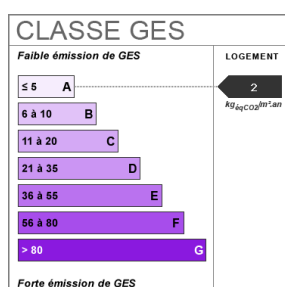 CLASSE GES
Faible émission de GES
LOGEMENT
≤ 5 A
2
kgéqCO2/m².an
6 à 10 B
11 à 20 C
21 à 35 D
36 à 55 E
56 à 80 F
> 80 G
Forte émission de GES